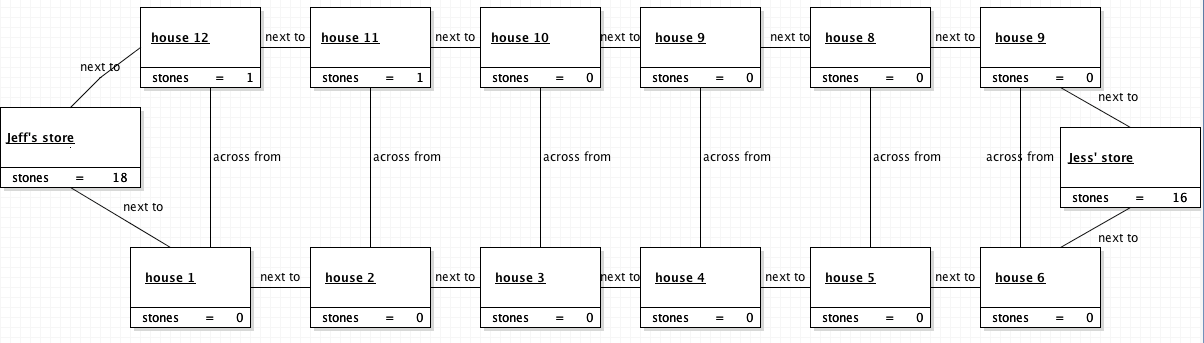 house 12
stones = 1
next to
house 11
stones = 1
next to
house 10
stones = 0
next to
house 9
stones = 0
next to
house 8
stones = 0
next to
house 9
stones = 0
next to
next to
Jeff's store
stones = 18
across from
across from
across from
across from
across from
across from
Jess' store
stones = 16
next to
next to
house 1
stones = 0
next to
house 2
stones = 0
next to
house 3
stones = 0
next to
house 4
stones = 0
next to
house 5
stones = 0
next to
house 6
stones = 0